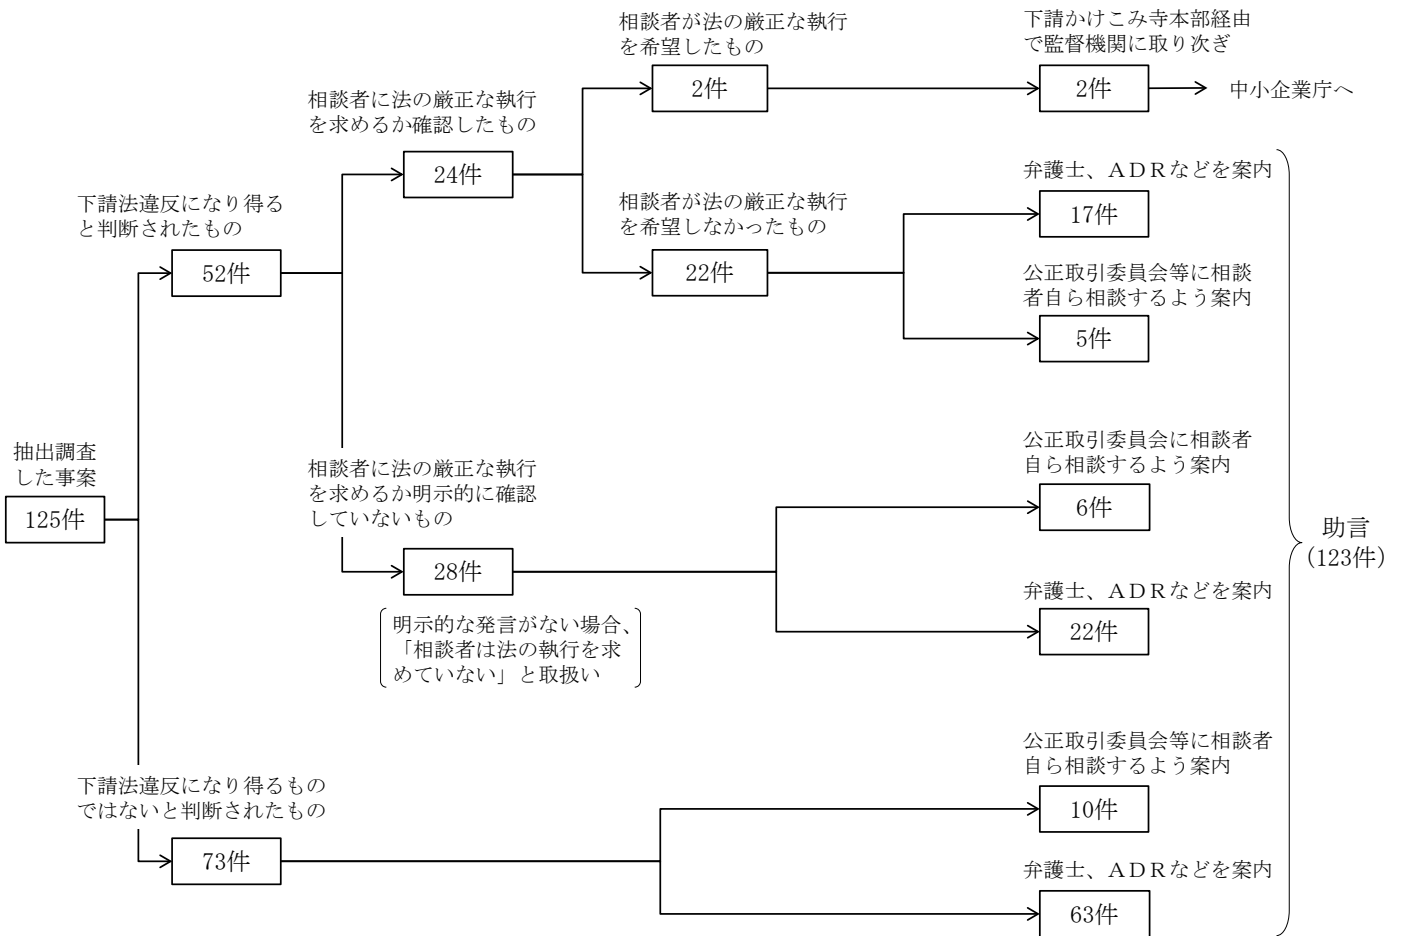 相談者が法の厳正な執行
を希望したもの
2件
下請かけこみ寺本部経由
で監督機関に取り次ぎ
2件
中小企業庁へ
相談者に法の厳正な執行
を求めるか確認したもの
24件
弁護士、ＡＤＲなどを案内
17件
下請法違反になり得る
と判断されたもの
52件
相談者が法の厳正な執行
を希望しなかったもの
22件
公正取引委員会等に相談
者自ら相談するよう案内
5件
抽出調査
した事案
125件
相談者に法の厳正な執行
を求めるか明示的に確認
していないもの
28件
明示的な発言がない場合、
「相談者は法の執行を求
めていない」と取扱い
公正取引委員会に相談者
自ら相談するよう案内
6件
弁護士、ＡＤＲなどを案内
22件
助言
(123件)
下請法違反になり得るもの
ではないと判断されたもの
73件
公正取引委員会等に相談者
自ら相談するよう案内
10件
弁護士、ＡＤＲなどを案内
63件